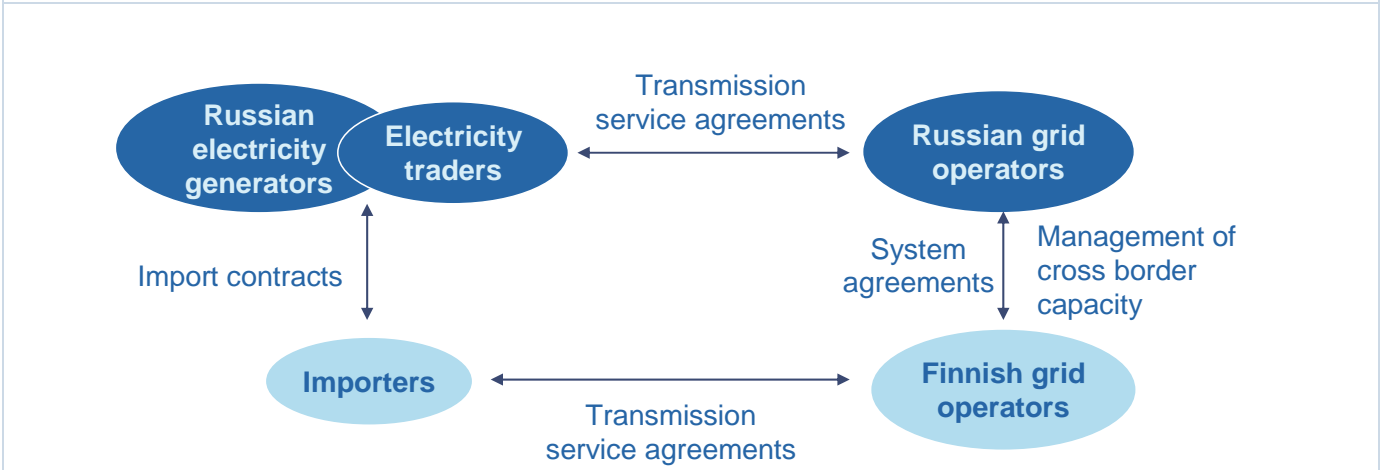 Russian
electricity
generators
Electricity
traders
Transmission
service agreements
Russian grid
operators
Import contracts
System
agreements
Management of
cross border
capacity
Importers
Transmission
service agreements
Finnish grid
operators